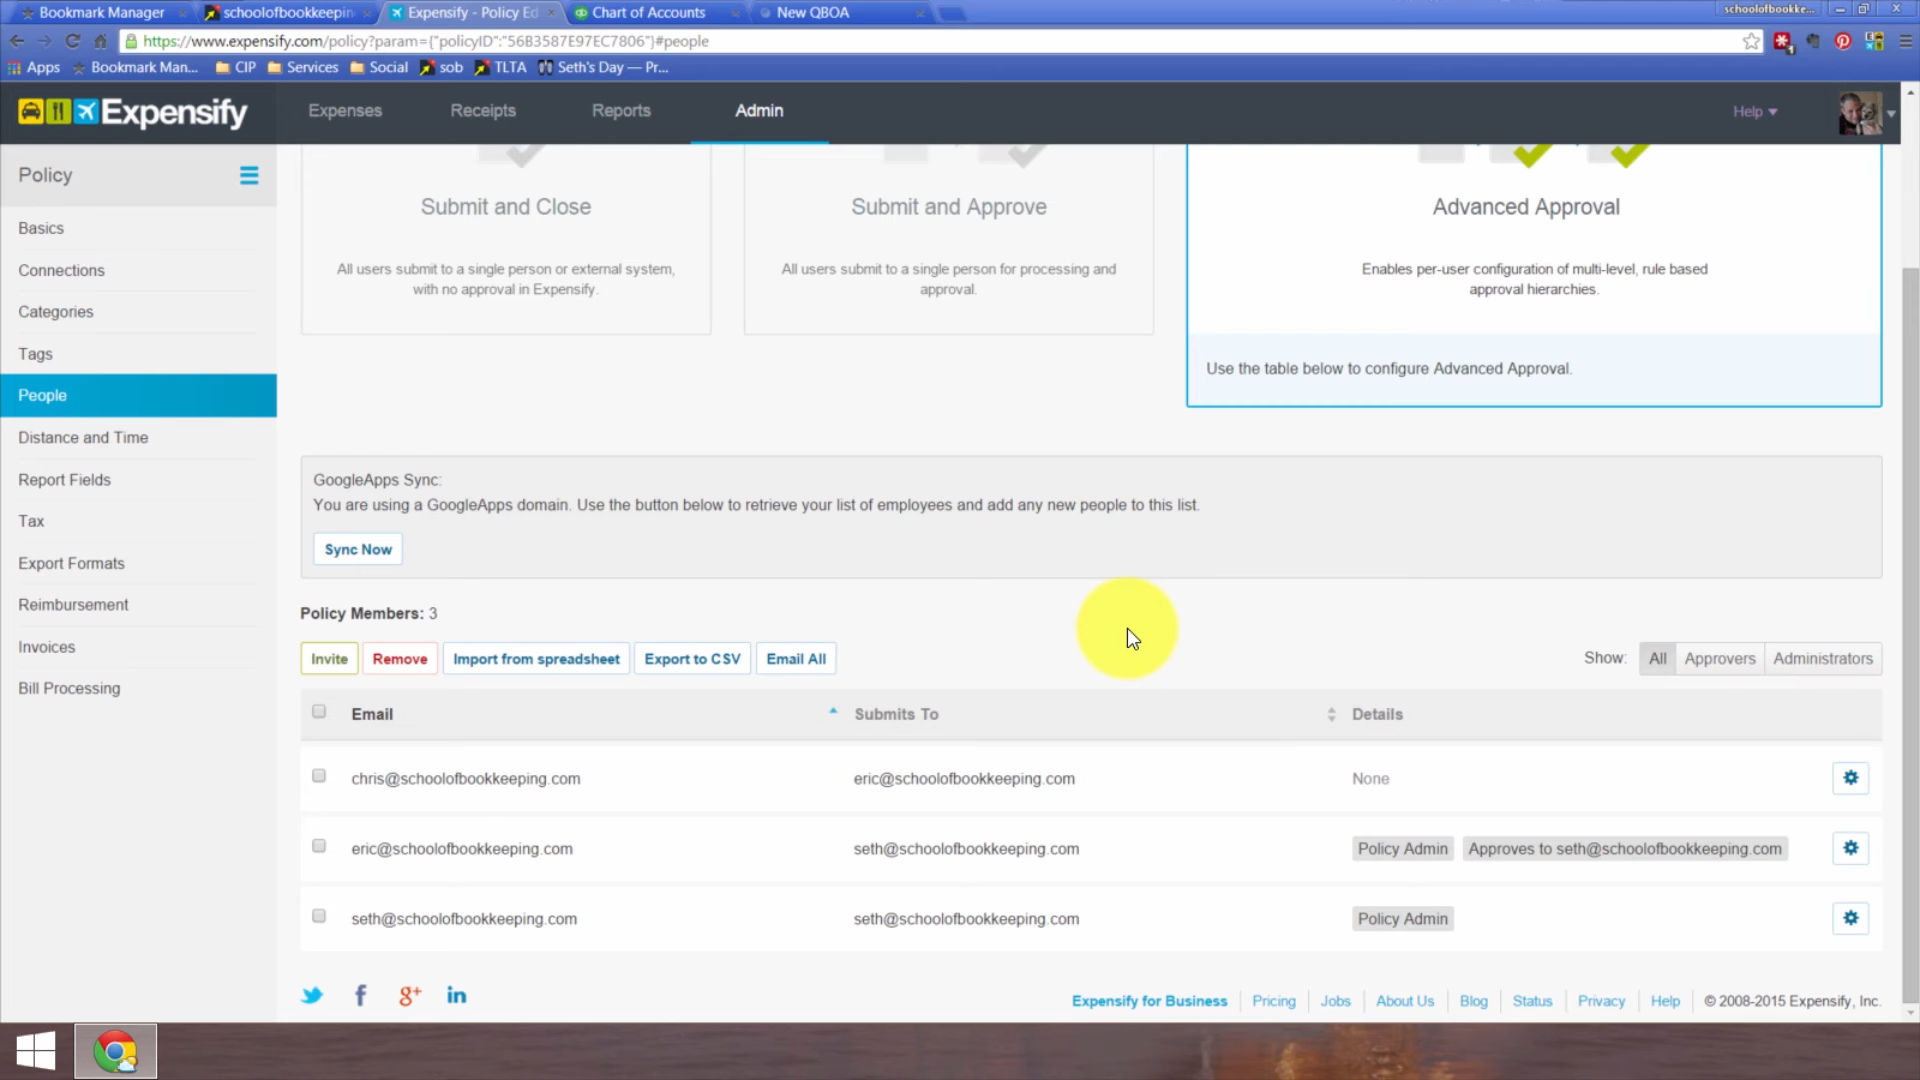 Bookmark Manager
schoolofbookkeepin
Expensify - Policy Ed
Chart of Accounts
New QBOA
schoolofbookke...
https://www.expensify.com/policy?param={"policyID":"56B3587E97EC7806"}#people
Apps
Bookmark Man...
CIP
Services
Social
sob
TLTA
Seth's Day — Pr...
Expensify
Expenses
Receipts
Reports
Admin
Help
Policy
Basics
Connections
Categories
Tags
People
Distance and Time
Report Fields
Tax
Export Formats
Reimbursement
Invoices
Bill Processing
Submit and Close
All users submit to a single person or external system,
with no approval in Expensify.
Submit and Approve
All users submit to a single person for processing and
approval.
Advanced Approval
Enables per-user configuration of multi-level, rule based
approval hierarchies.
Use the table below to configure Advanced Approval.
GoogleApps Sync:
You are using a GoogleApps domain. Use the button below to retrieve your list of employees and add any new people to this list.
Sync Now
Policy Members: 3
Invite
Remove
Import from spreadsheet
Export to CSV
Email All
Show:
All
Approvers
Administrators
Email
Submits To
Details
chris@schoolofbookkeeping.com
eric@schoolofbookkeeping.com
None
eric@schoolofbookkeeping.com
seth@schoolofbookkeeping.com
Policy Admin
Approves to seth@schoolofbookkeeping.com
seth@schoolofbookkeeping.com
seth@schoolofbookkeeping.com
Policy Admin
Expensify for Business
Pricing
Jobs
About Us
Blog
Status
Privacy
Help
© 2008-2015 Expensify, Inc.